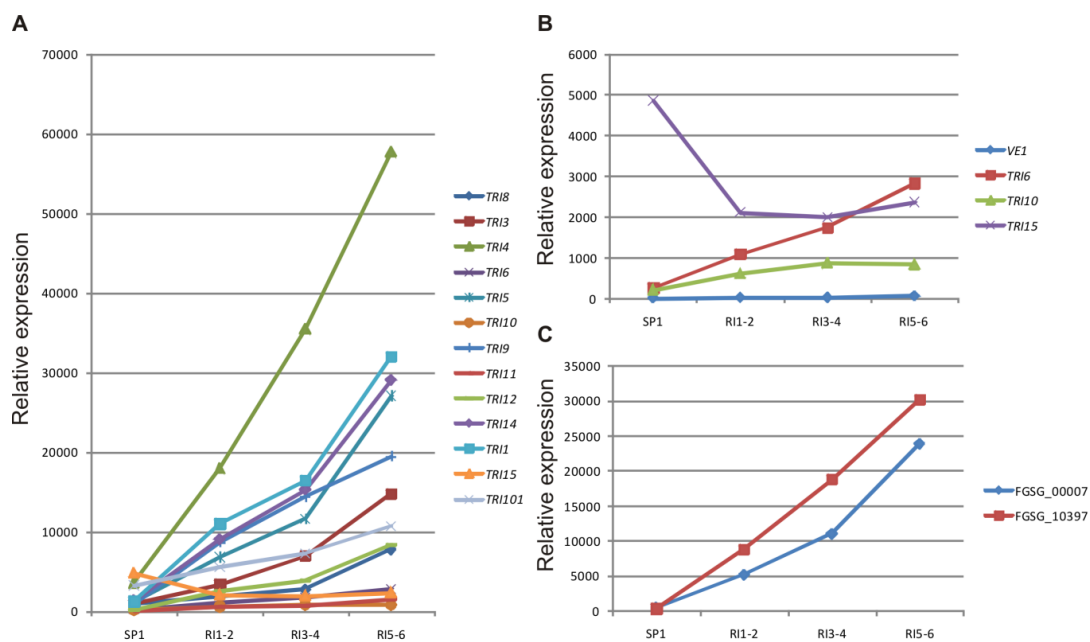 A
Relative expression
70000
60000
50000
40000
30000
20000
10000
0
SP1
RI1-2
RI3-4
RI5-6
TRI8
TRI3
TRI4
TRI6
TRI5
TRI10
TRI9
TRI11
TRI12
TRI14
TRI1
TRI15
TRI101
B
Relative expression
6000
5000
4000
3000
2000
1000
0
SP1
RI1-2
RI3-4
RI5-6
VE1
TRI6
TRI10
TRI15
C
Relative expression
35000
30000
25000
20000
15000
10000
5000
0
SP1
RI1-2
RI3-4
RI5-6
FGSG_00007
FGSG_10397